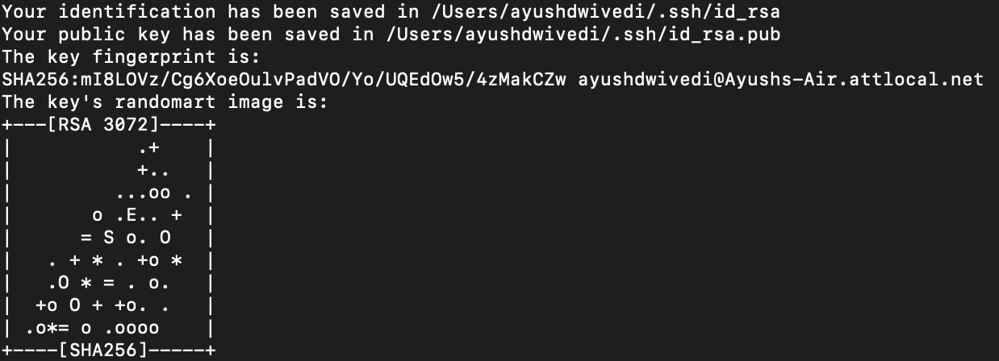 Your identification has been saved in /Users/ayushdwivedi/.ssh/id_rsa
Your public key has been saved in /Users/ayushdwivedi/.ssh/id_rsa.pub
The key fingerprint is:
SHA256:mI8LOVz/Cg6XoeOulvPadVO/Yo/UQEdOw5/4zMakCZw ayushdwivedi@Ayushs-Air.attlocal.net
The key's randomart image is:
+---[RSA 3072]----+
|           .+    |
|           +..   |
|         ...oo . |
|       o .E.. +  |
|      = S o. O   |
|   . + * . +o *  |
|   .O * = . o.   |
|  +o O + +o. .   |
| .o*= o .oooo    |
+----[SHA256]-----+